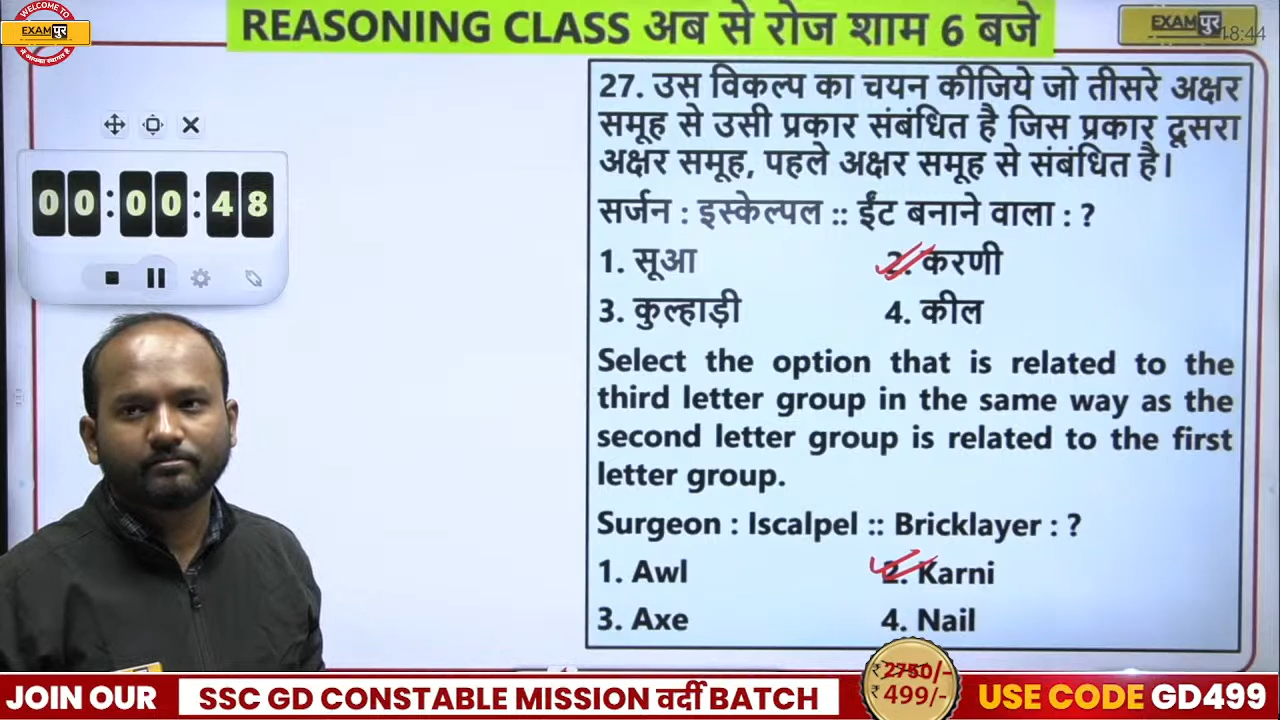 WELCOME TO
EXAMपुर
REASONING CLASS अब से रोज शाम 6 बजे
EXAMपुर
18:44
00:00:48
27. उस विकल्प का चयन कीजिये जो तीसरे अक्षर
समूह से उसी प्रकार संबंधित है जिस प्रकार दूसरा
अक्षर समूह, पहले अक्षर समूह से संबंधित है।
सर्जन : इस्केल्पल :: ईंट बनाने वाला : ?
1. सूआ 2. करणी
3. कुल्हाड़ी 4. कील
Select the option that is related to the
third letter group in the same way as the
second letter group is related to the first
letter group.
Surgeon : Iscalpel :: Bricklayer : ?
1. Awl 2. Karni
3. Axe 4. Nail
JOIN OUR SSC GD CONSTABLE MISSION वर्दी BATCH ₹2750/- ₹499/- USE CODE GD499